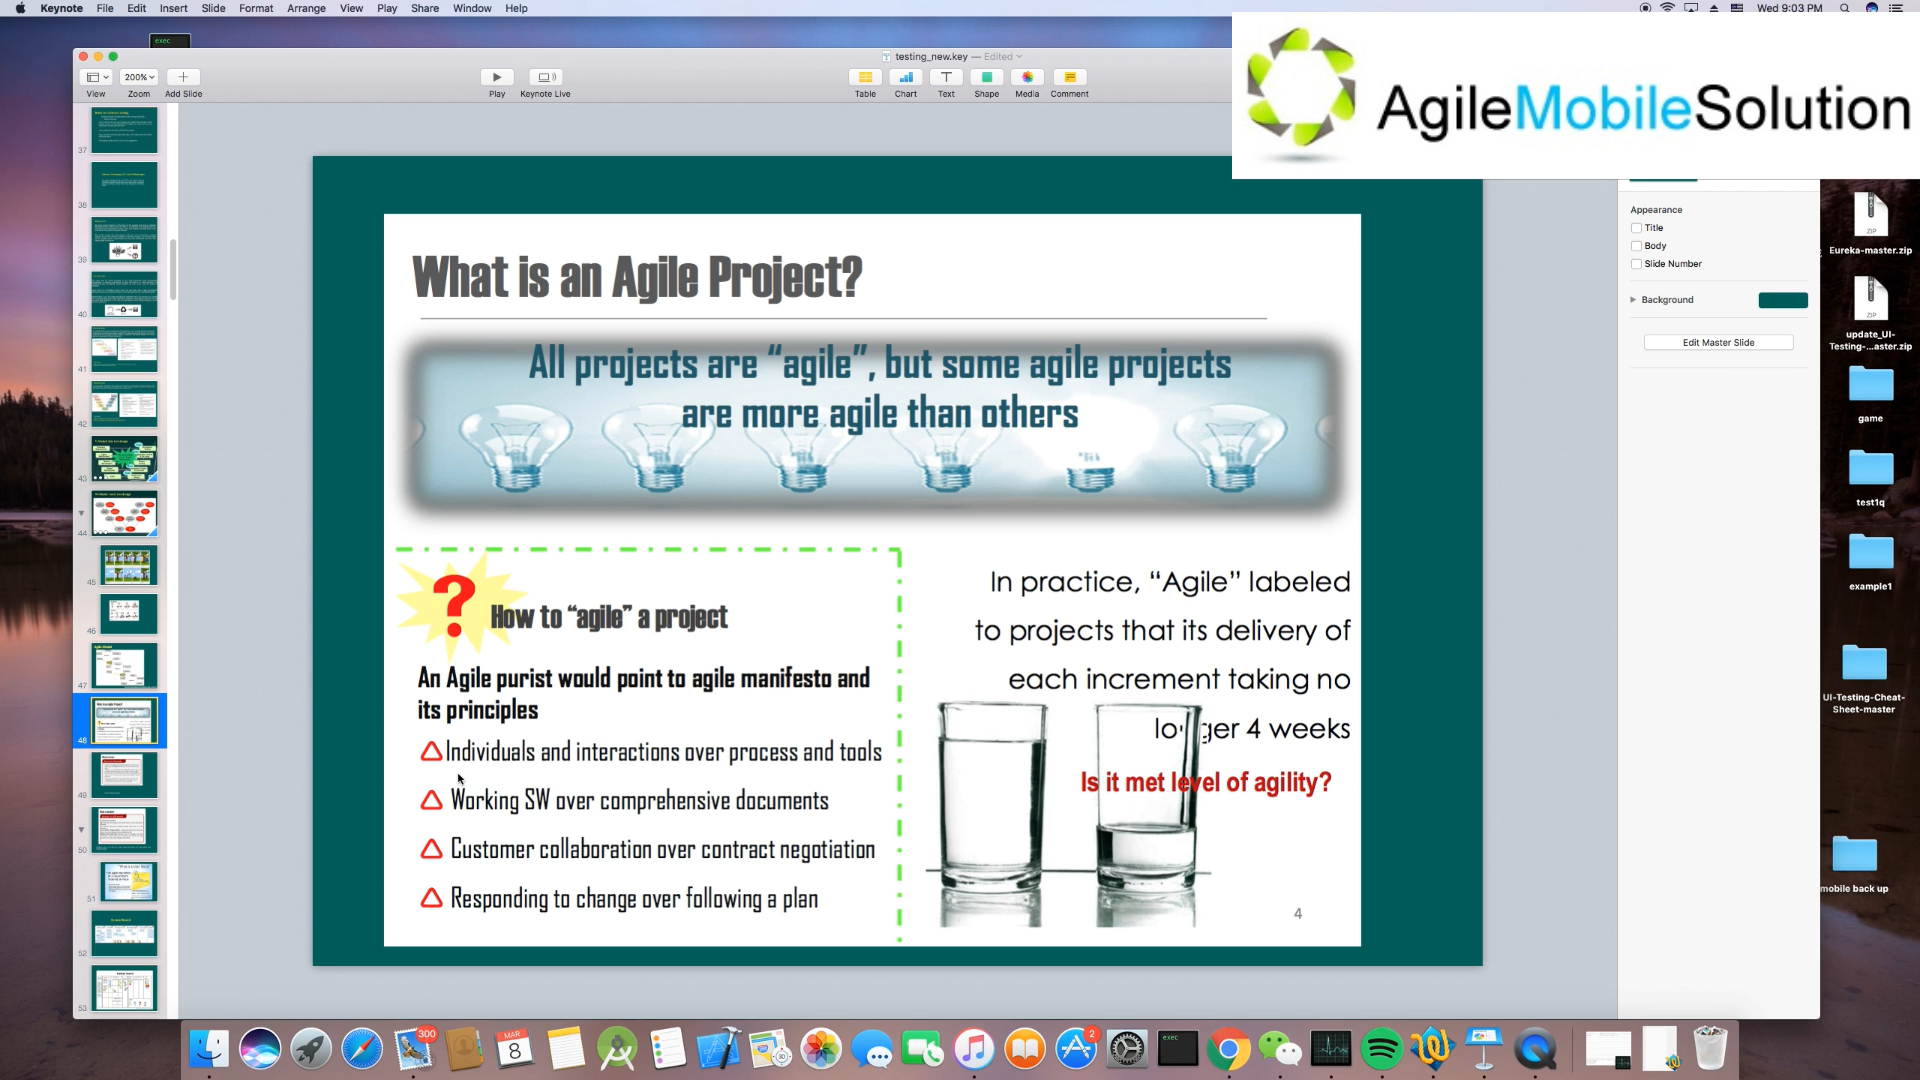 Keynote File Edit Insert Slide Format Arrange View Play Share Window Help
Wed 9:03 PM
exec
testing_new.key — Edited
AgileMobileSolution
200%
View Zoom Add Slide Play Keynote Live Table Chart Text Shape Media Comment
37
38
39
40
41
42
43
44
45
46
47
48
49
50
51
52
53
What is an Agile Project?
All projects are “agile”, but some agile projects
are more agile than others
?
How to “agile” a project
An Agile purist would point to agile manifesto and
its principles
Individuals and interactions over process and tools
Working SW over comprehensive documents
Customer collaboration over contract negotiation
Responding to change over following a plan
In practice, “Agile” labeled
to projects that its delivery of
each increment taking no
longer 4 weeks
Is it met level of agility?
4
Appearance
Title
Body
Slide Number
Background
Edit Master Slide
ZIP
Eureka-master.zip
ZIP
update_UI-
Testing-...aster.zip
game
test1q
example1
UI-Testing-Cheat-
Sheet-master
mobile back up
300
MAR
8
2
exec